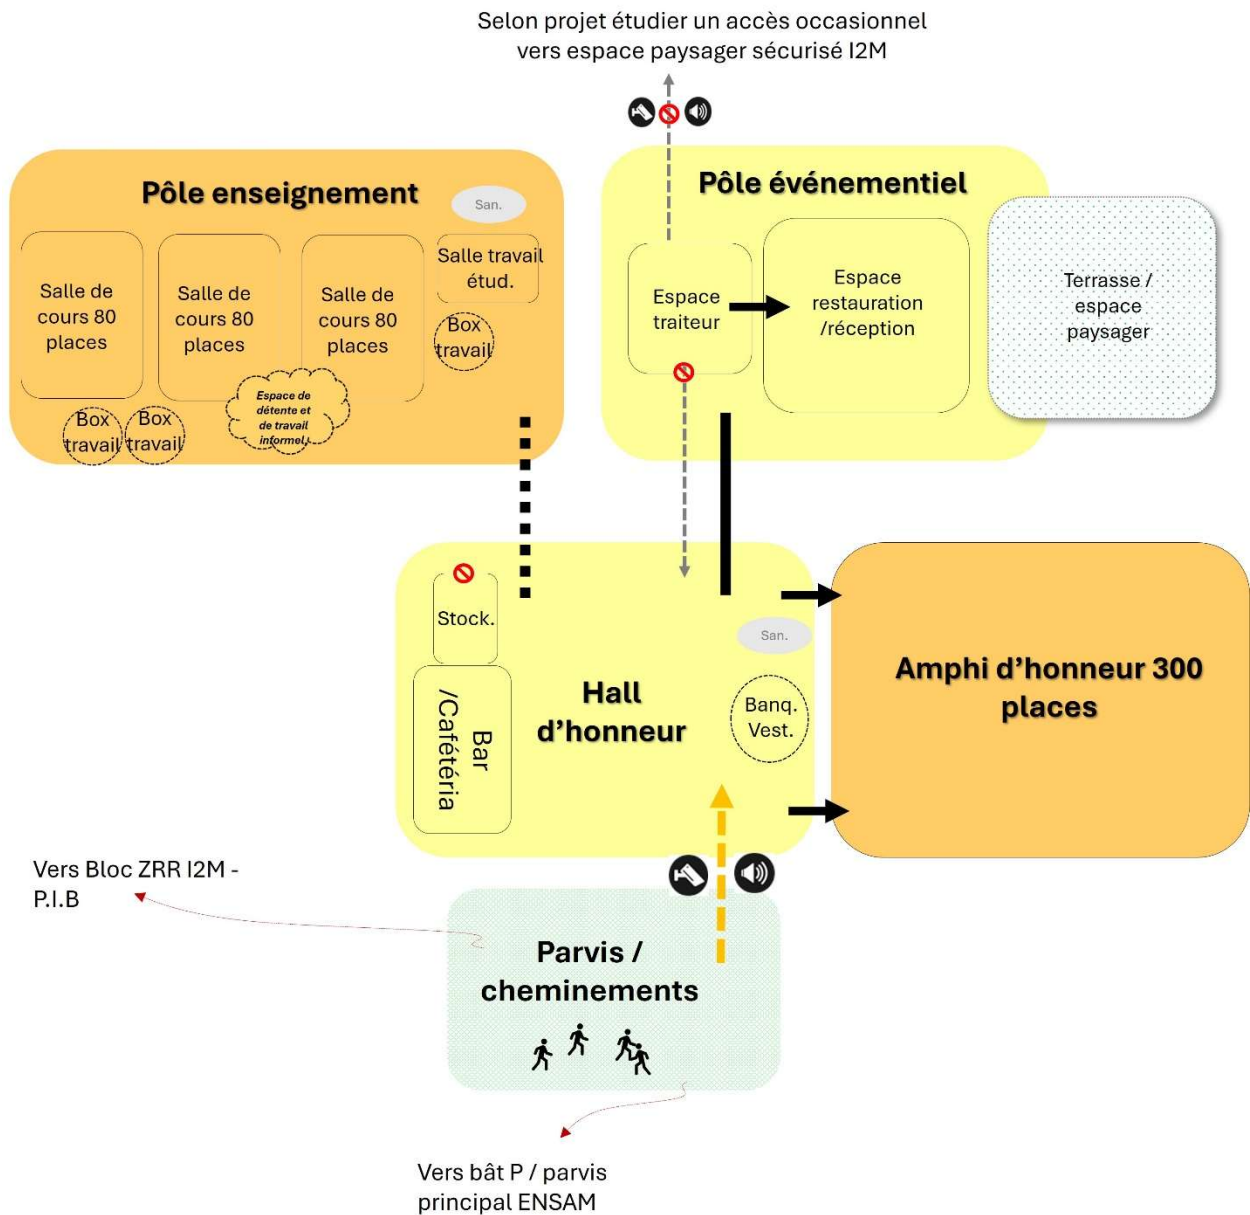 Selon projet étudier un accès occasionnel
vers espace paysager sécurisé I2M
Pôle enseignement
San.
Salle de
cours 80
places
Salle de
cours 80
places
Salle de
cours 80
places
Salle travail
étud.
Box
travail
Box
travail
Box
travail
Espace de
détente et
de travail
informel
Pôle événementiel
Espace
traiteur
Espace
restauration
/réception
Terrasse /
espace
paysager
Stock.
Bar
/Cafétéria
Hall
d'honneur
San.
Banq.
Vest.
Amphi d'honneur 300
places
Vers Bloc ZRR I2M -
P.I.B
Parvis /
cheminements
Vers bât P / parvis
principal ENSAM